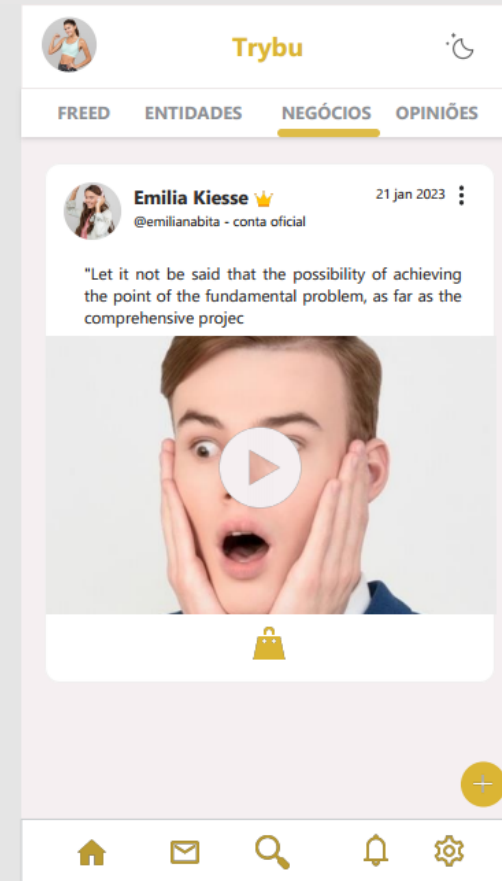 Trybu
FREED ENTIDADES NEGÓCIOS OPINIÕES
Emilia Kiesse
21 jan 2023
@emilianabita - conta oficial
"Let it not be said that the possibility of achieving
the point of the fundamental problem, as far as the
comprehensive projec